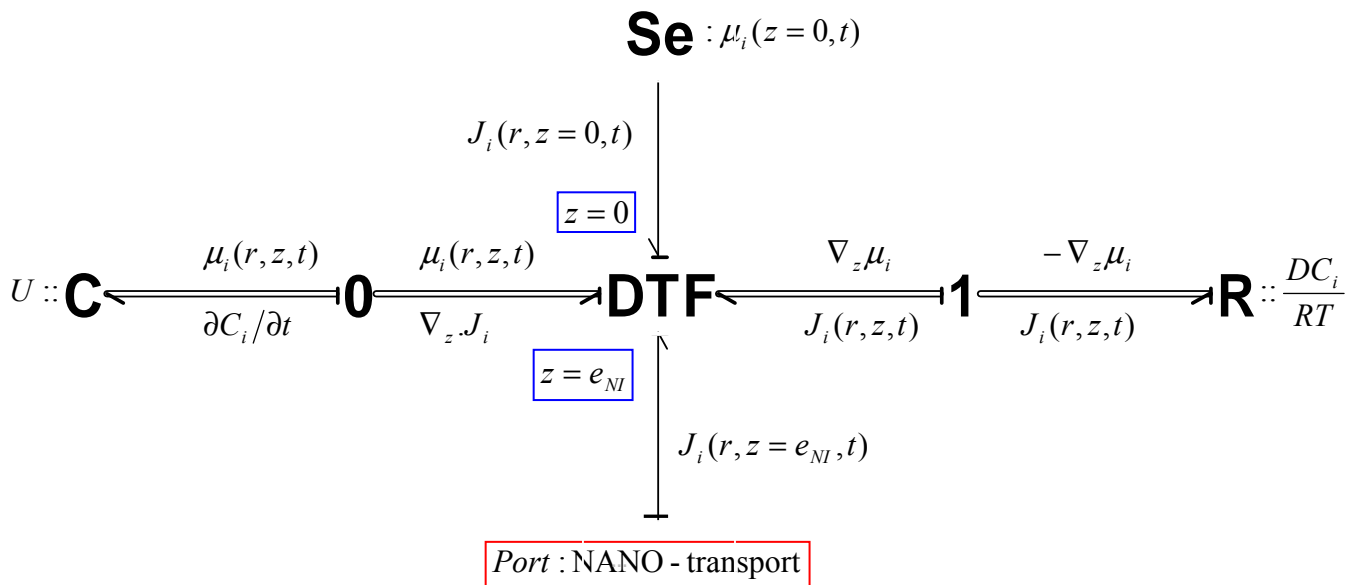 Se : μ_i(z = 0, t)
J_i(r, z = 0, t)
z = 0
μ_i(r, z, t) μ_i(r, z, t) ∇_z μ_i − ∇_z μ_i
U :: C 0 DTF 1 R :: DC_i / RT
∂C_i/∂t ∇_z.J_i J_i(r, z, t) J_i(r, z, t)
z = e_NI
J_i(r, z = e_NI, t)
Port : NANO - transport